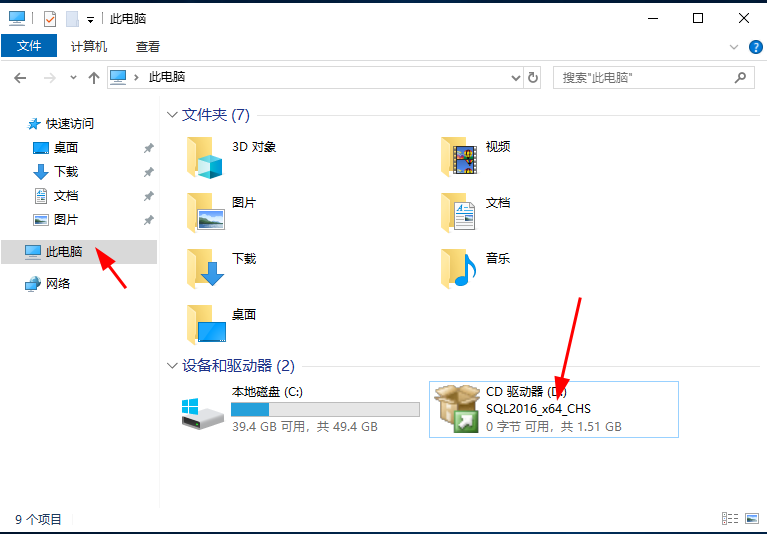 此电脑
文件 计算机 查看
此电脑
搜索"此电脑"
快速访问
桌面
下载
文档
图片
此电脑
网络
文件夹 (7)
3D 对象
视频
图片
文档
下载
音乐
桌面
设备和驱动器 (2)
本地磁盘 (C:)
39.4 GB 可用，共 49.4 GB
CD 驱动器
SQL2016_x64_CHS
0 字节 可用，共 1.51 GB
9 个项目